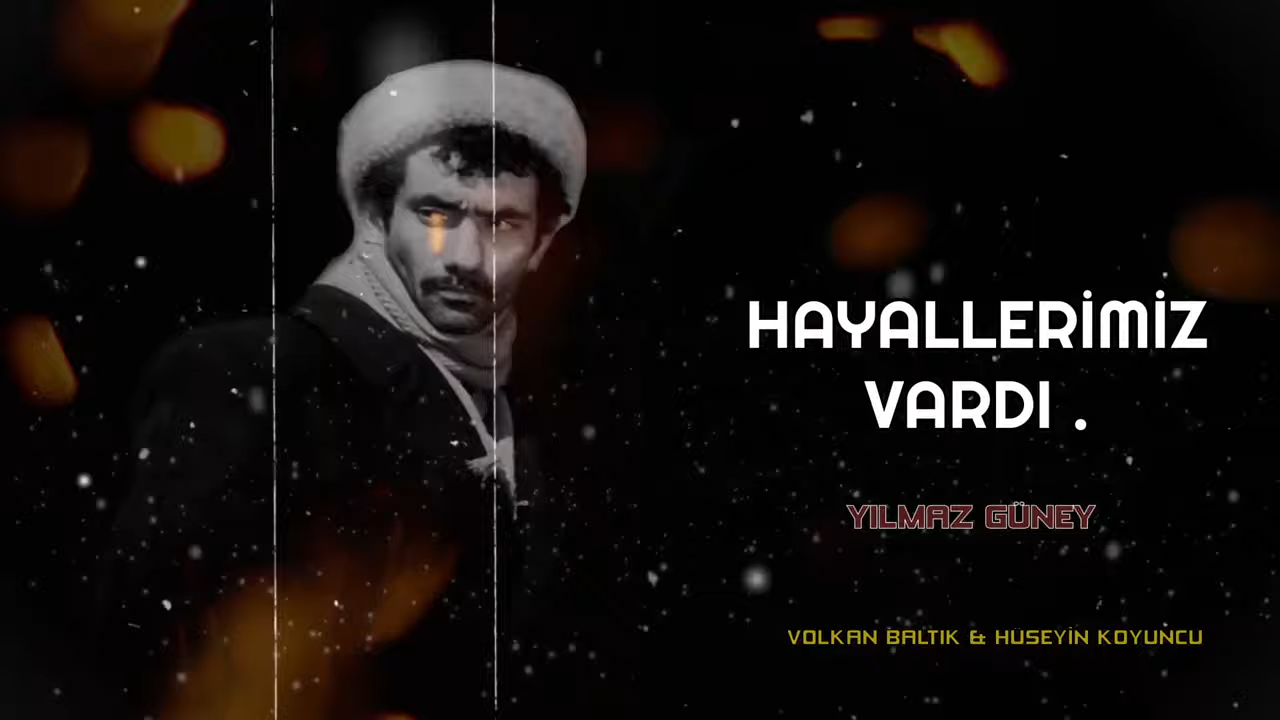 HAYALLERİMİZ
VARDI .
YILMAZ GÜNEY
VOLKAN BALTIK & HÜSEYİN KOYUNCU